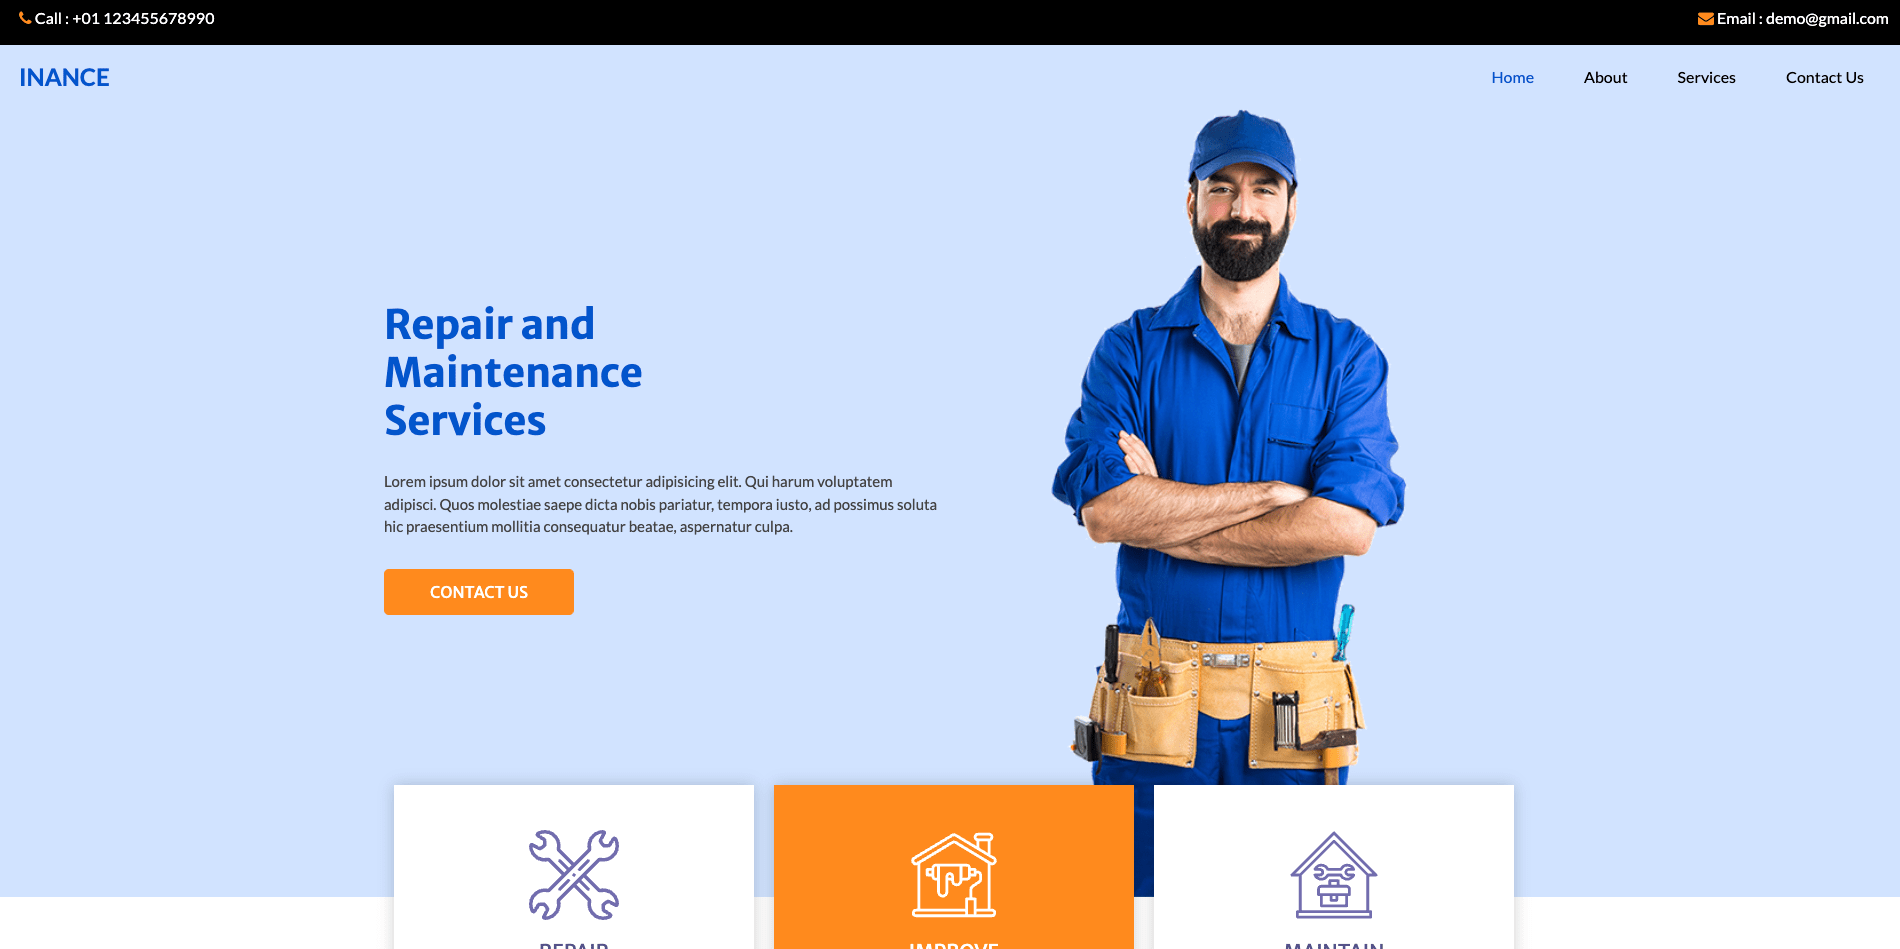 Call : +01 123455678990
Email : demo@gmail.com
INANCE
Home
About
Services
Contact Us
Repair and
Maintenance
Services
Lorem ipsum dolor sit amet consectetur adipisicing elit. Qui harum voluptatem
adipisci. Quos molestiae saepe dicta nobis pariatur, tempora iusto, ad possimus soluta
hic praesentium mollitia consequatur beatae, aspernatur culpa.
CONTACT US
REPAIR
IMPROVE
MAINTAIN